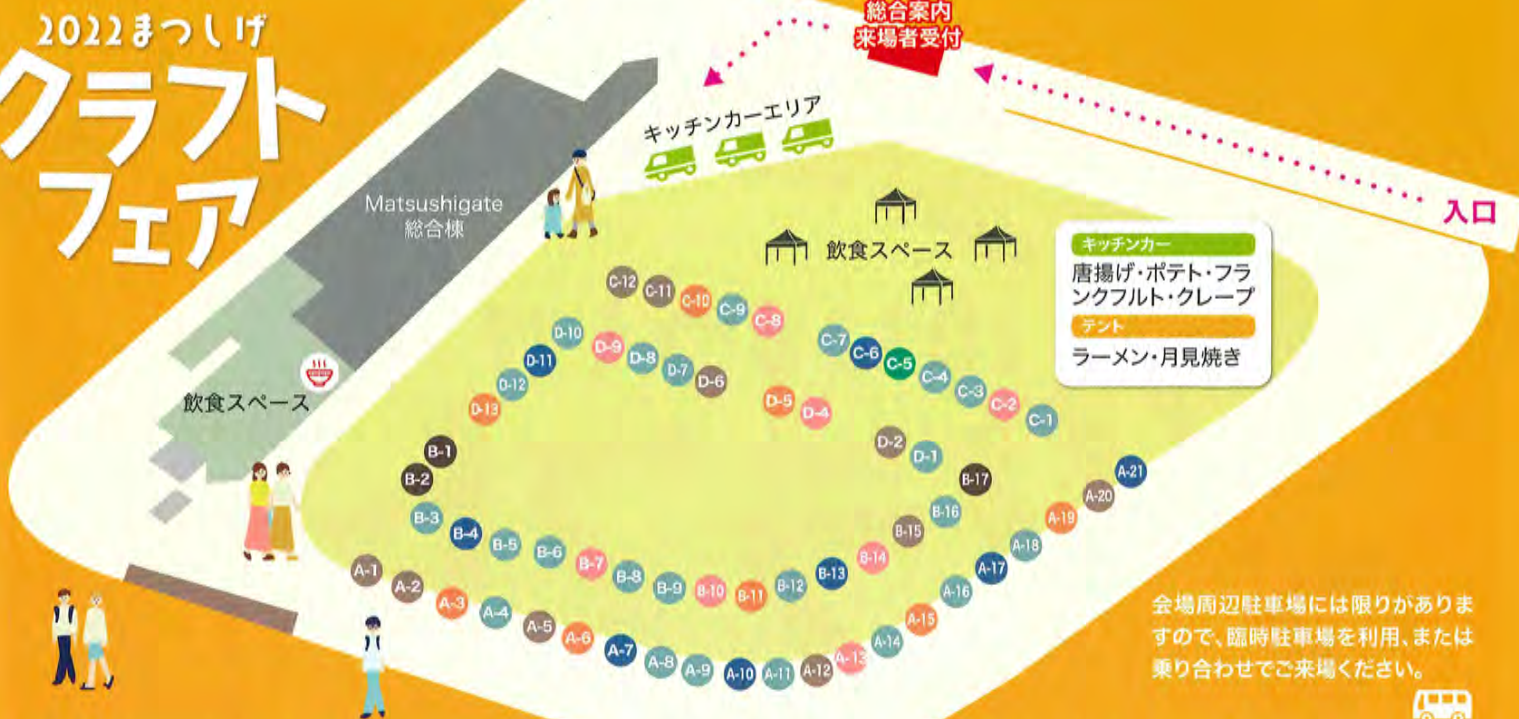 2022まつしげ
クラフト
フェア
総合案内
来場者受付
入口
キッチンカーエリア
Matsushigate
総合棟
飲食スペース
飲食スペース
キッチンカー
唐揚げ・ポテト・フラ
ンクフルト・クレープ
テント
ラーメン・月見焼き
C-12
C-11
C-10
C-9
C-8
C-7
C-6
C-5
C-4
C-3
C-2
C-1
D-13
D-12
D-11
D-10
D-9
D-8
D-7
D-6
D-5
D-4
D-2
D-1
B-1
B-2
B-3
B-4
B-5
B-6
B-7
B-8
B-9
B-10
B-11
B-12
B-13
B-14
B-15
B-16
B-17
A-1
A-2
A-3
A-4
A-5
A-6
A-7
A-8
A-9
A-10
A-11
A-12
A-13
A-14
A-15
A-16
A-17
A-18
A-19
A-20
A-21
会場周辺駐車場には限りがありま
すので、臨時駐車場を利用、または
乗り合わせでご来場ください。